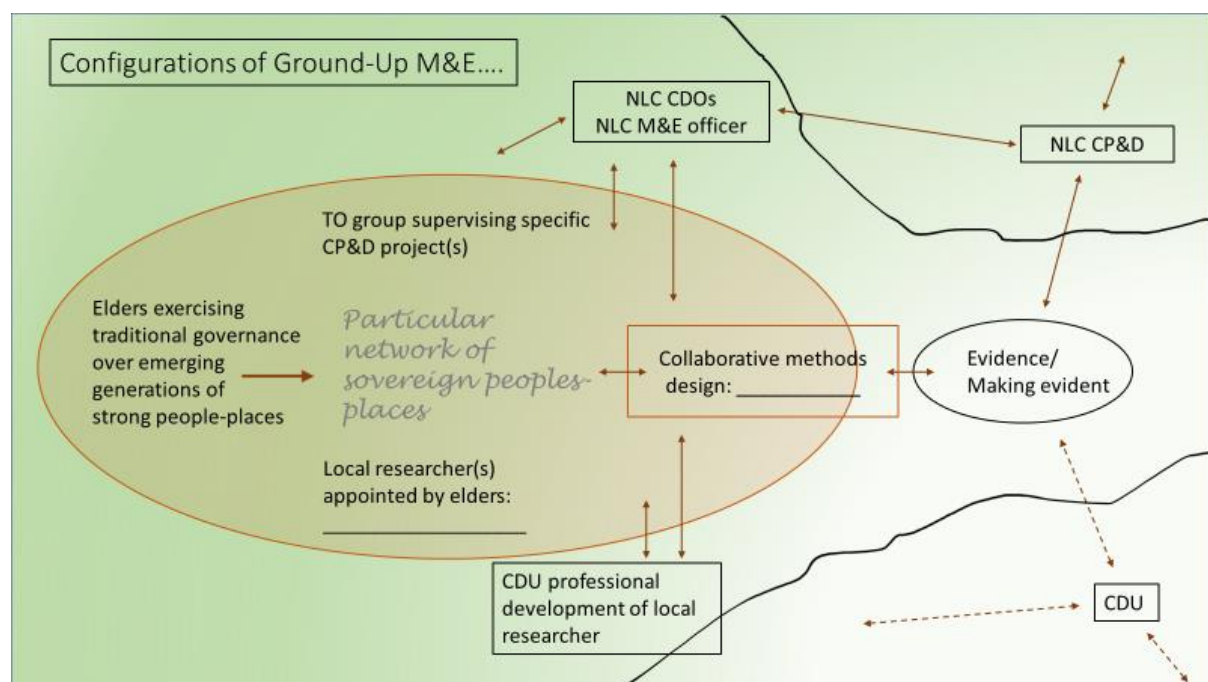 Configurations of Ground-Up M&E....
NLC CDOs
NLC M&E officer
NLC CP&D
TO group supervising specific
CP&D project(s)
Elders exercising
traditional governance
over emerging
generations of
strong people-places
Particular
network of
sovereign peoples-
places
Collaborative methods
design: _______________
Evidence/
Making evident
Local researcher(s)
appointed by elders:
_________________________
CDU professional
development of local
researcher
CDU